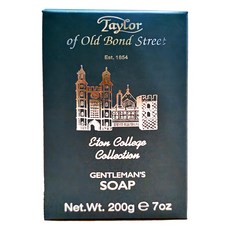 Taylor
of Old Bond Street
Est. 1854
Eton College
Collection
GENTLEMAN'S
SOAP
Net.Wt. 200g ℮ 7oz